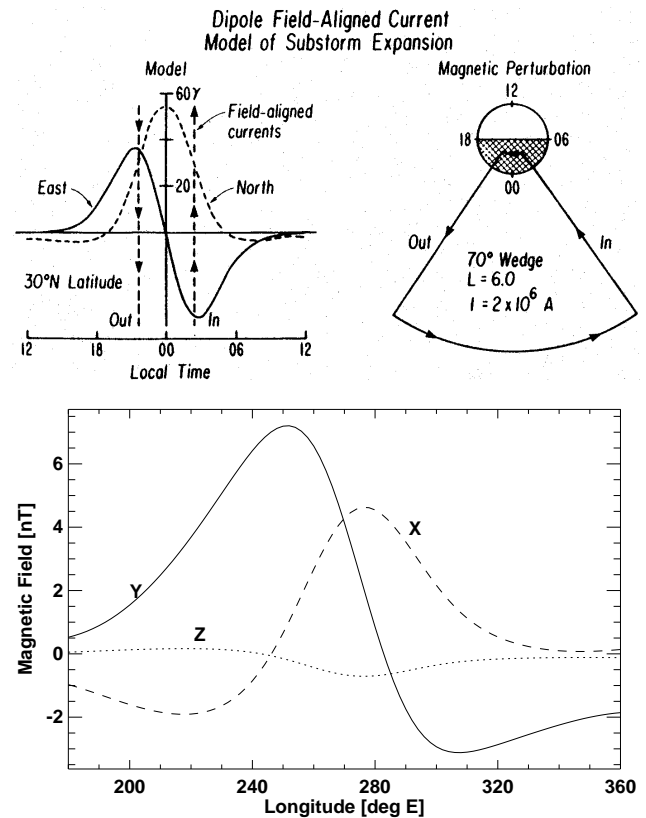 Dipole Field-Aligned Current
Model of Substorm Expansion
Model
60γ
Field-aligned
currents
East
20
North
30°N Latitude
Out
In
12 18 00 06 12
Local Time
Magnetic Perturbation
12
18 06
00
Out
In
70° Wedge
L = 6.0
I = 2 x 10⁶ A
6
4
2
0
-2
Magnetic Field [nT]
Y
X
Z
200 240 280 320 360
Longitude [deg E]